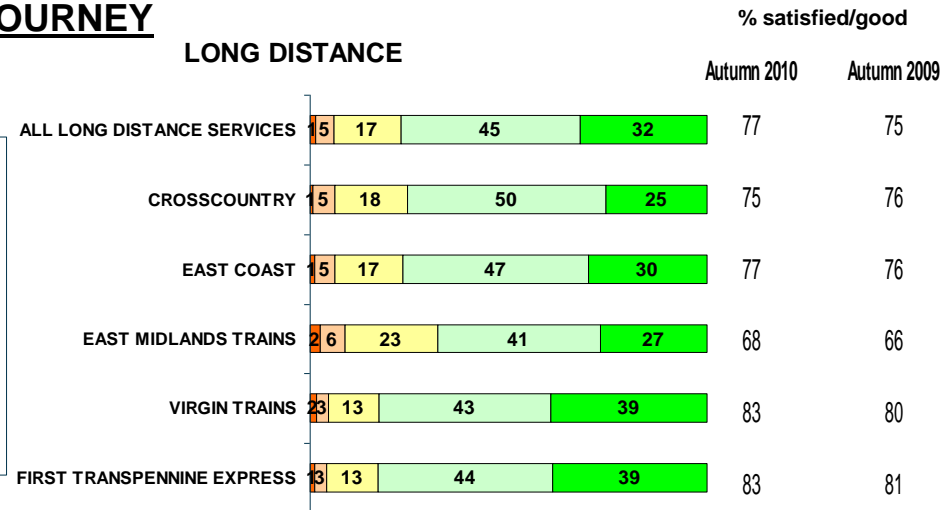 OURNEY
% satisfied/good
LONG DISTANCE
Autumn 2010 Autumn 2009
ALL LONG DISTANCE SERVICES 1 5 17 45 32 77 75
CROSSCOUNTRY 1 5 18 50 25 75 76
EAST COAST 1 5 17 47 30 77 76
EAST MIDLANDS TRAINS 2 6 23 41 27 68 66
VIRGIN TRAINS 2 3 13 43 39 83 80
FIRST TRANSPENNINE EXPRESS 1 3 13 44 39 83 81